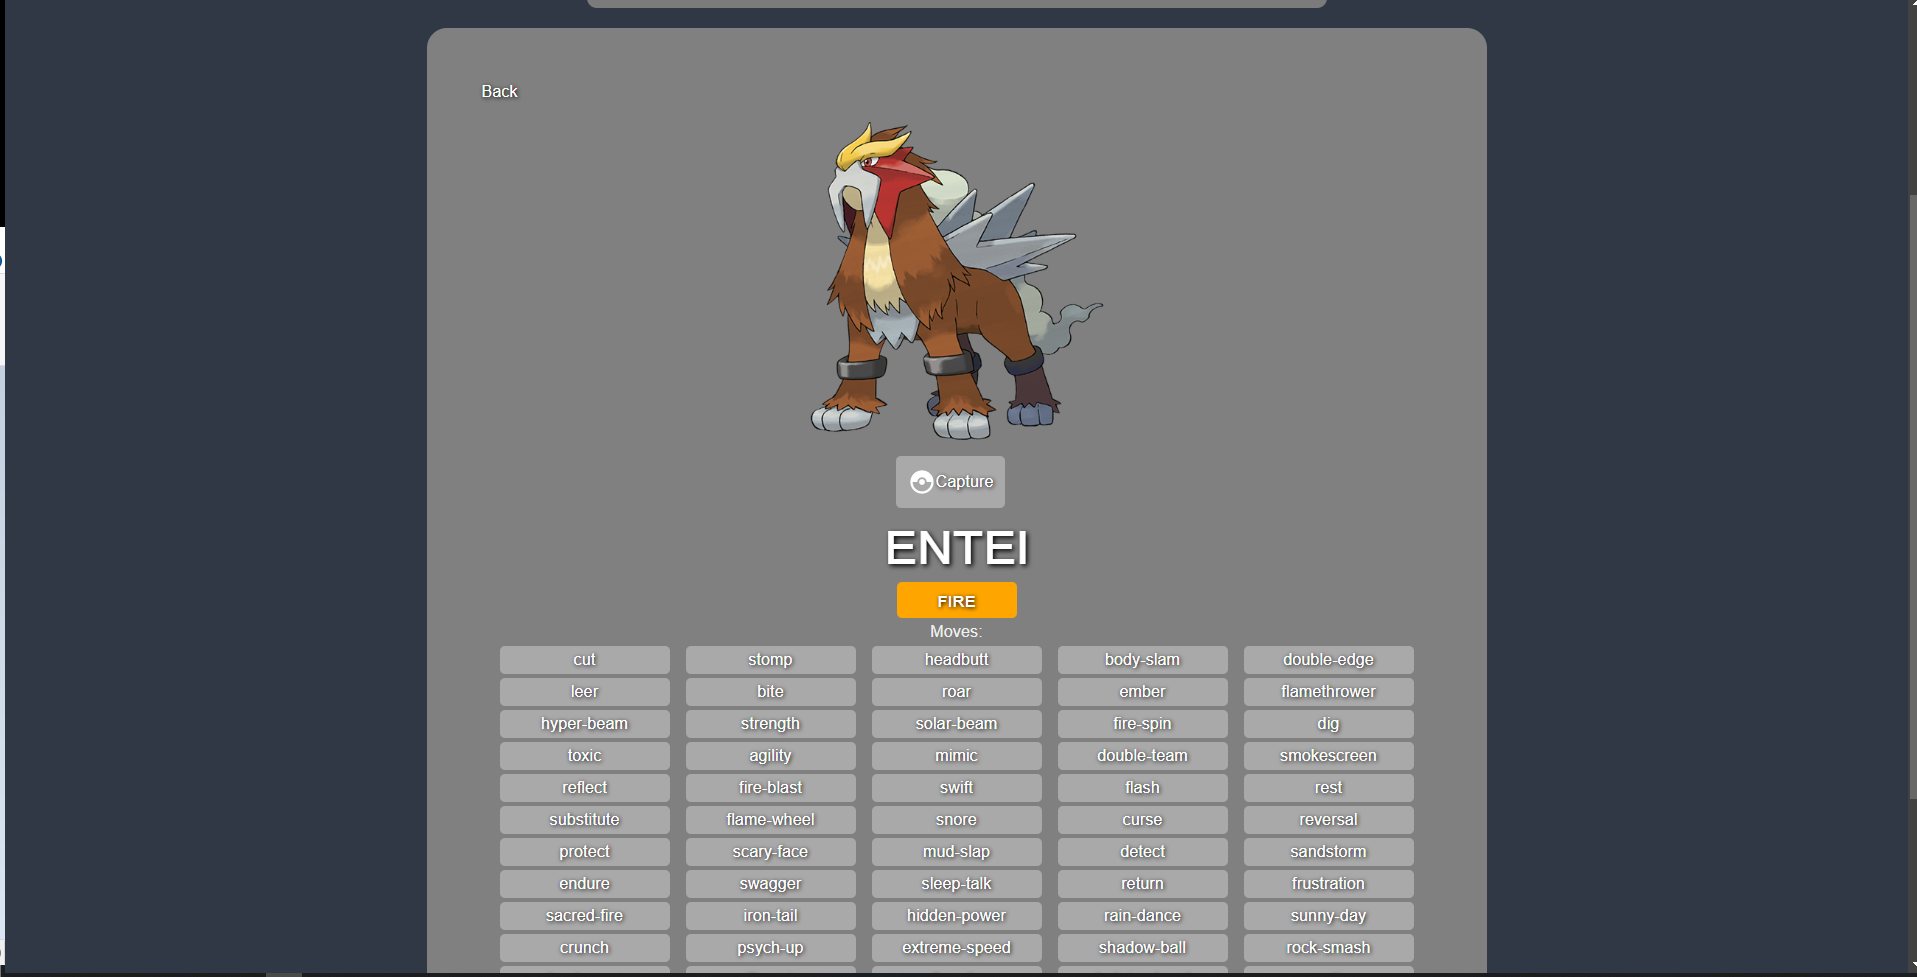 Back
Capture
ENTEI
FIRE
Moves:
cut stomp headbutt body-slam double-edge
leer bite roar ember flamethrower
hyper-beam strength solar-beam fire-spin dig
toxic agility mimic double-team smokescreen
reflect fire-blast swift flash rest
substitute flame-wheel snore curse reversal
protect scary-face mud-slap detect sandstorm
endure swagger sleep-talk return frustration
sacred-fire iron-tail hidden-power rain-dance sunny-day
crunch psych-up extreme-speed shadow-ball rock-smash